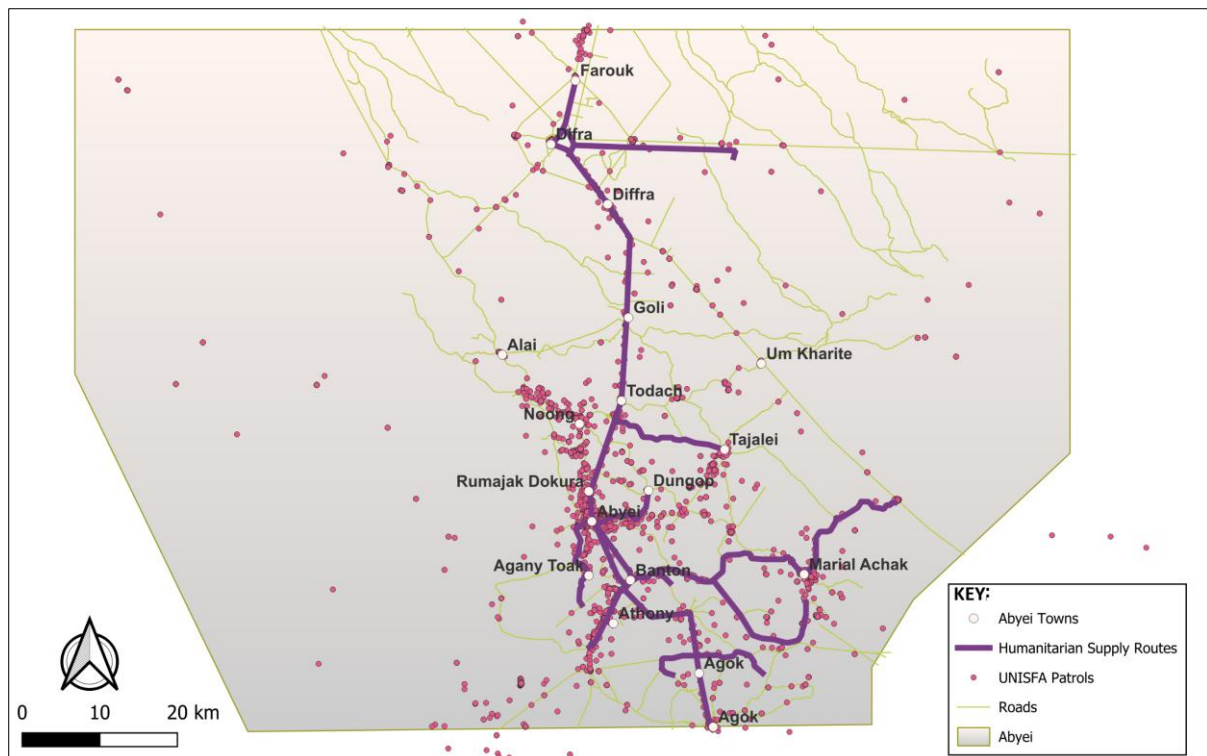 Farouk
Difra
Diffra
Goli
Alai
Um Kharite
Todach
Noong
Tajalei
Rumajak Dokura
Dungop
Abyei
Agany Toak
Banton
Marial Achak
Athony
Agok
Agok
0 10 20 km
KEY:
Abyei Towns
Humanitarian Supply Routes
UNISFA Patrols
Roads
Abyei